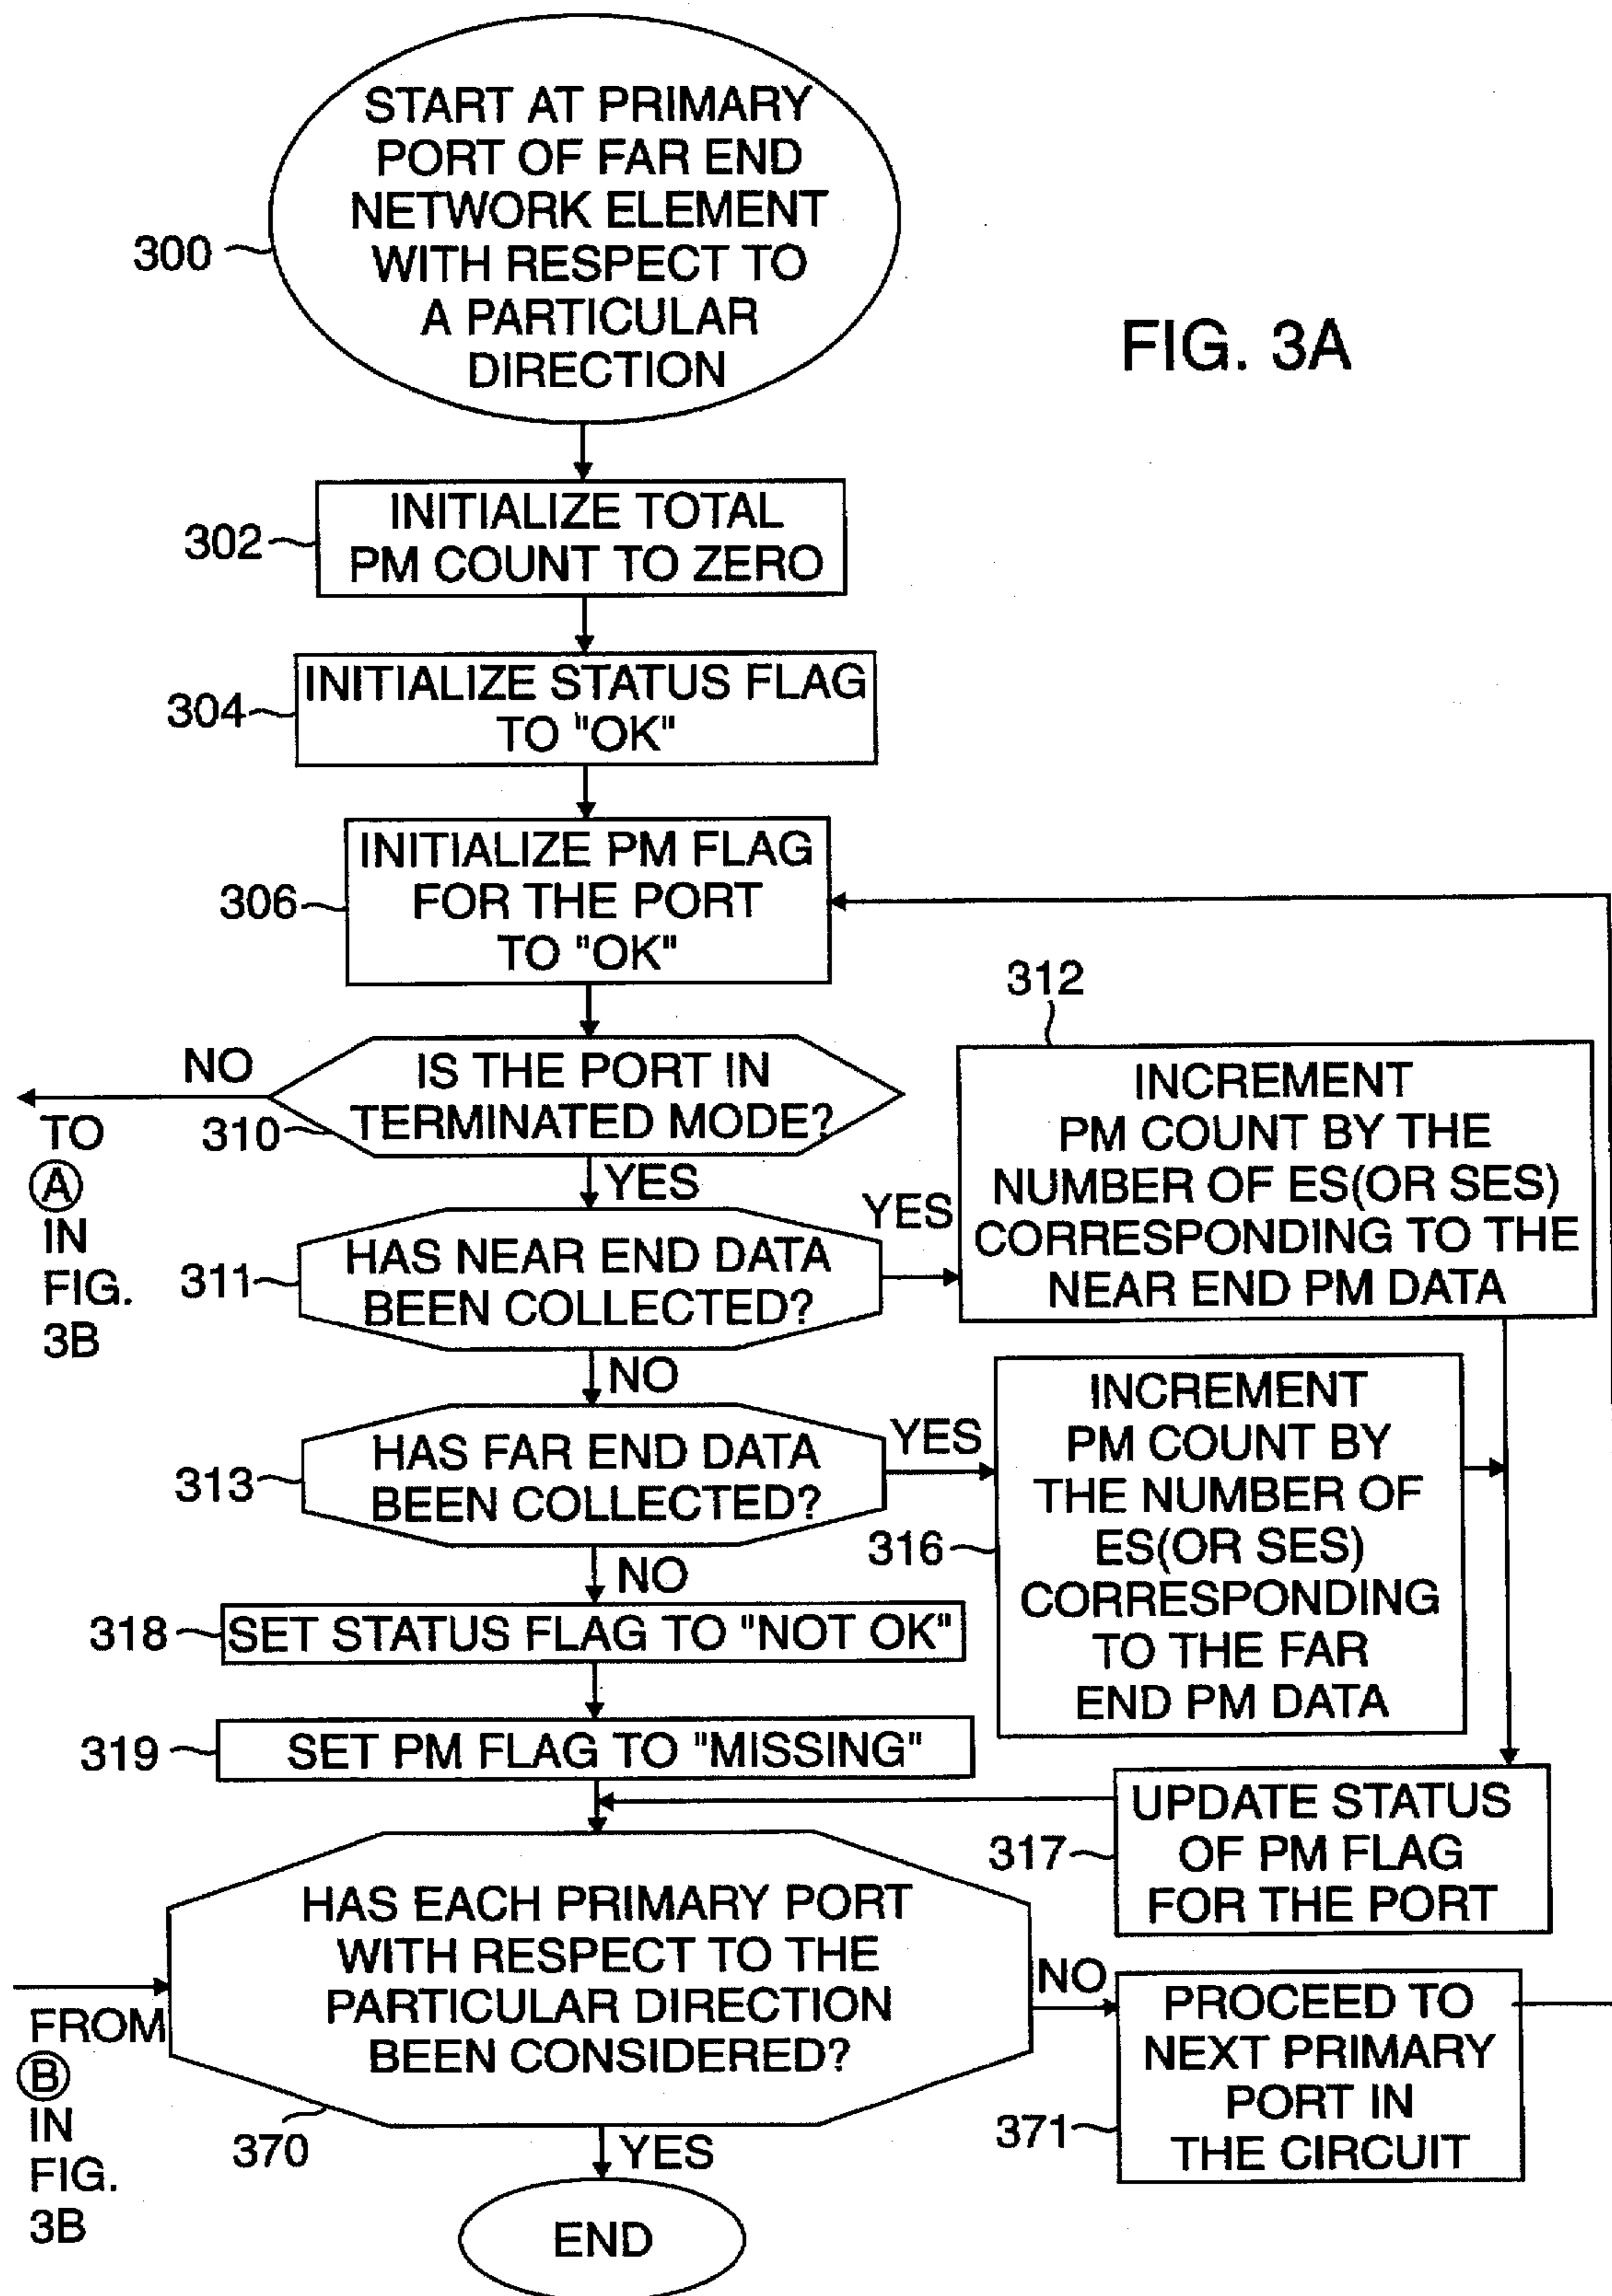 START AT PRIMARY
PORT OF FAR END
NETWORK ELEMENT
WITH RESPECT TO
A PARTICULAR
DIRECTION
300
FIG. 3A
INITIALIZE TOTAL
PM COUNT TO ZERO
302
INITIALIZE STATUS FLAG
TO "OK"
304
INITIALIZE PM FLAG
FOR THE PORT
TO "OK"
306
IS THE PORT IN
TERMINATED MODE?
310
NO
TO
A
IN
FIG.
3B
YES
HAS NEAR END DATA
BEEN COLLECTED?
311
YES
312
INCREMENT
PM COUNT BY THE
NUMBER OF ES(OR SES)
CORRESPONDING TO THE
NEAR END PM DATA
NO
HAS FAR END DATA
BEEN COLLECTED?
313
YES
INCREMENT
PM COUNT BY
THE NUMBER OF
ES(OR SES)
CORRESPONDING
TO THE FAR
END PM DATA
316
NO
318
SET STATUS FLAG TO "NOT OK"
319
SET PM FLAG TO "MISSING"
UPDATE STATUS
OF PM FLAG
FOR THE PORT
317
HAS EACH PRIMARY PORT
WITH RESPECT TO THE
PARTICULAR DIRECTION
BEEN CONSIDERED?
370
FROM
B
IN
FIG.
3B
NO
PROCEED TO
NEXT PRIMARY
PORT IN
THE CIRCUIT
371
YES
END